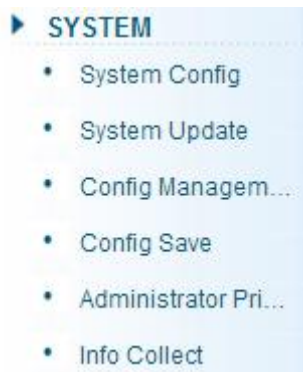 SYSTEM
System Config
System Update
Config Managem...
Config Save
Administrator Pri...
Info Collect